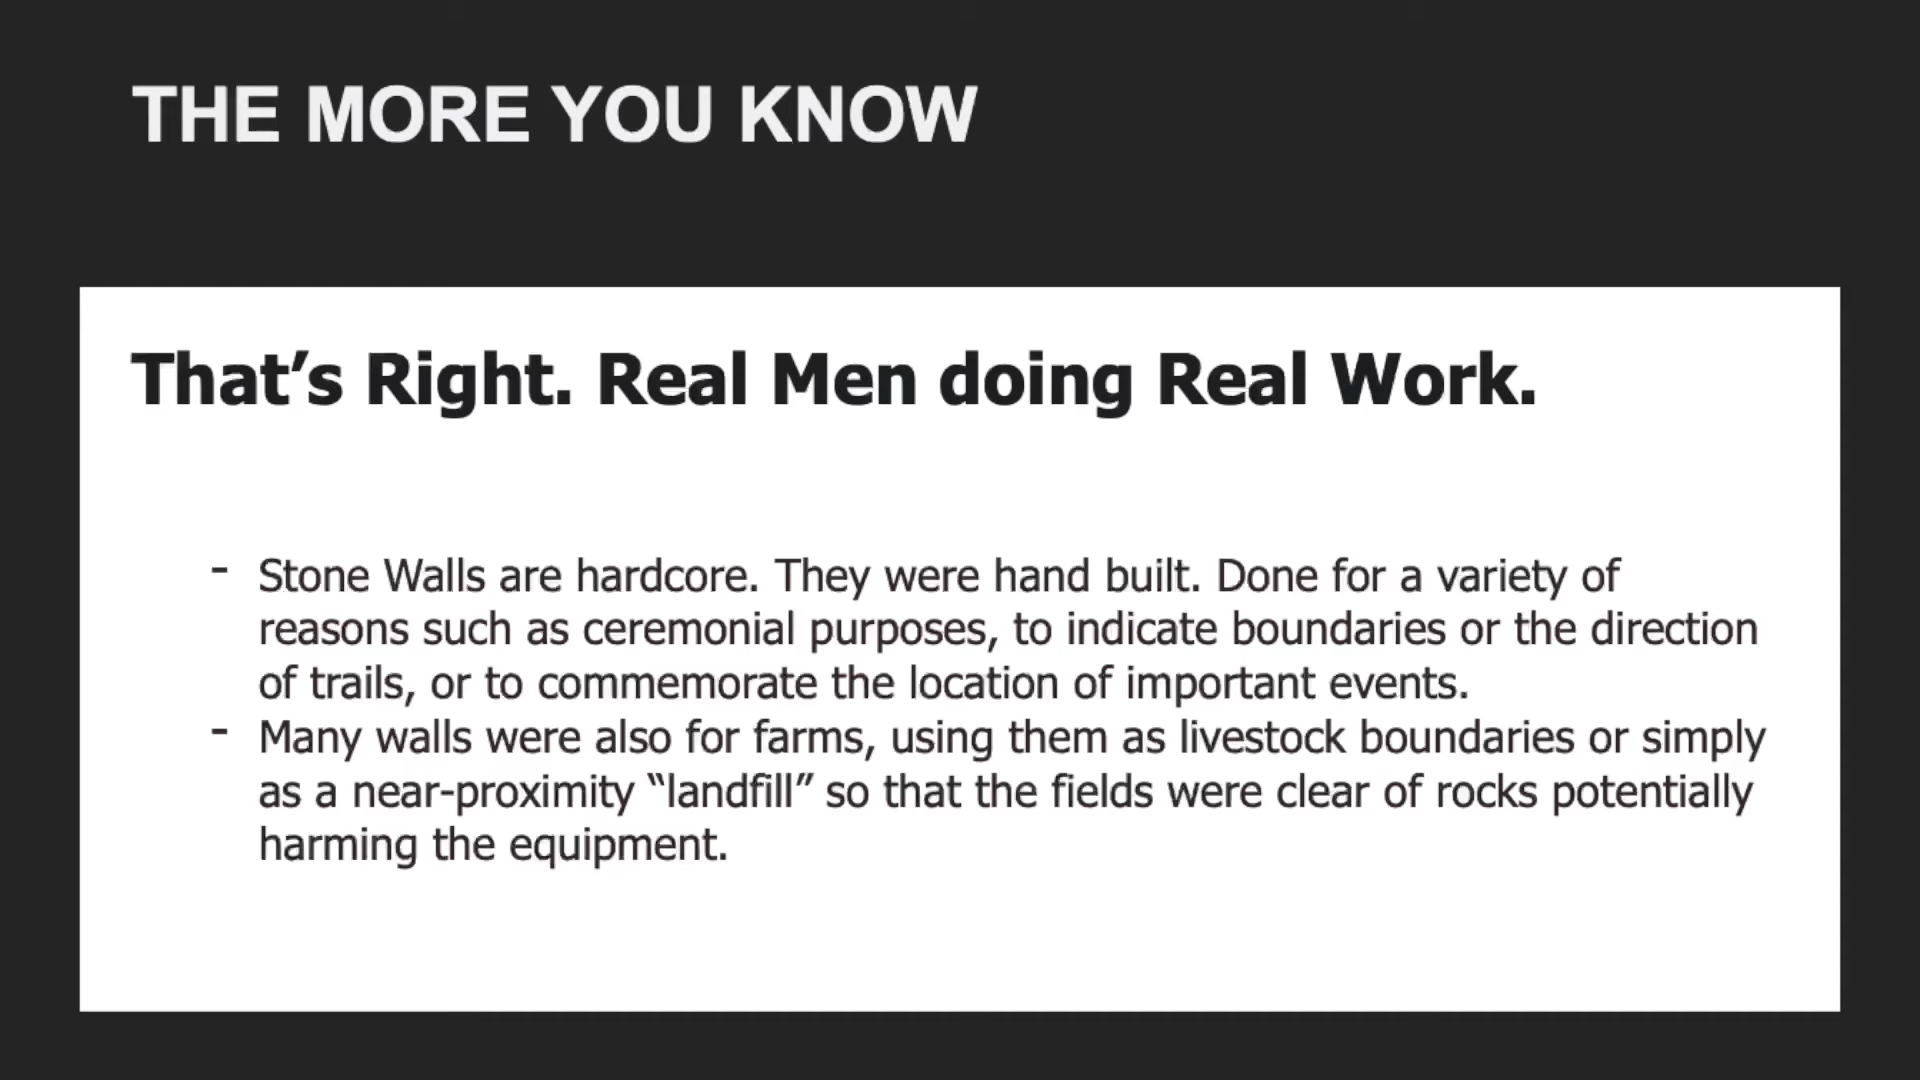 THE MORE YOU KNOW
That’s Right. Real Men doing Real Work.
- Stone Walls are hardcore. They were hand built. Done for a variety of
reasons such as ceremonial purposes, to indicate boundaries or the direction
of trails, or to commemorate the location of important events.
- Many walls were also for farms, using them as livestock boundaries or simply
as a near-proximity “landfill” so that the fields were clear of rocks potentially
harming the equipment.